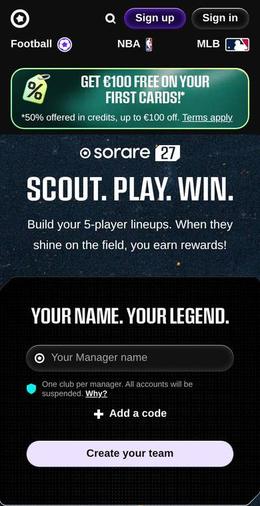 Sign up
Sign in
Football
NBA
MLB
GET €100 FREE ON YOUR
FIRST CARDS!*
*50% offered in credits, up to €100 off. Terms apply
sorare 27
SCOUT. PLAY. WIN.
Build your 5-player lineups. When they
shine on the field, you earn rewards!
YOUR NAME. YOUR LEGEND.
Your Manager name
One club per manager. All accounts will be
suspended. Why?
Add a code
Create your team